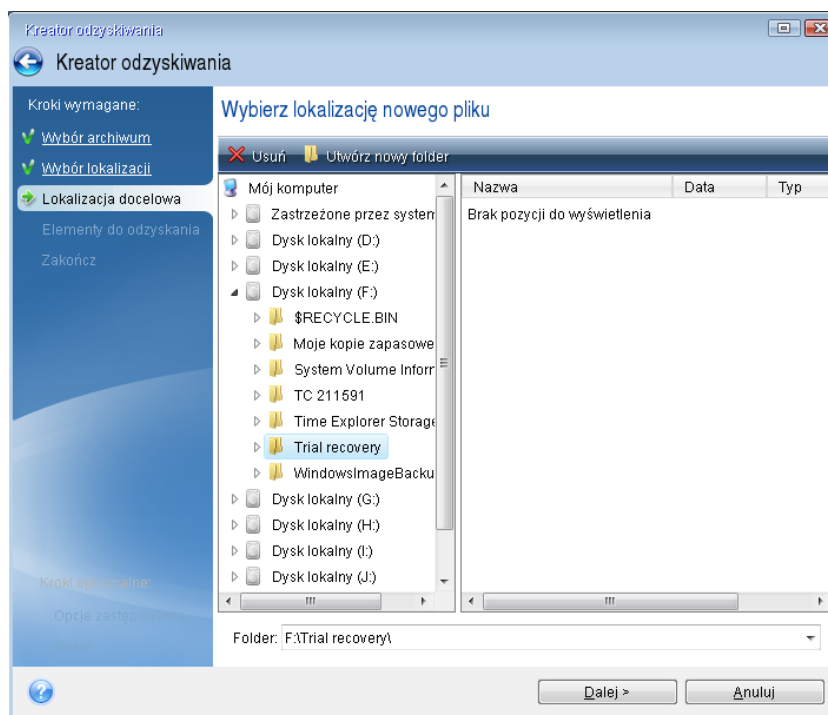 Kreator odzyskiwania
Kreator odzyskiwania
Kroki wymagane:
Wybór archiwum
Wybór lokalizacji
Lokalizacja docelowa
Elementy do odzyskania
Zakończ
Kroki opcjonalne:
Opcje
Wybierz lokalizację nowego pliku
Usuń Utwórz nowy folder
Mój komputer
Zastrzeżone przez system
Dysk lokalny (D:)
Dysk lokalny (E:)
Dysk lokalny (F:)
$RECYCLE.BIN
Moje kopie zapasowe
System Volume Inforr
TC 211591
Time Explorer Storage
Trial recovery
WindowsImageBacku
Dysk lokalny (G:)
Dysk lokalny (H:)
Dysk lokalny (I:)
Dysk lokalny (J:)
Nazwa Data Typ
Brak pozycji do wyświetlenia
Folder: F:\Trial recovery\
Dalej >
Anuluj